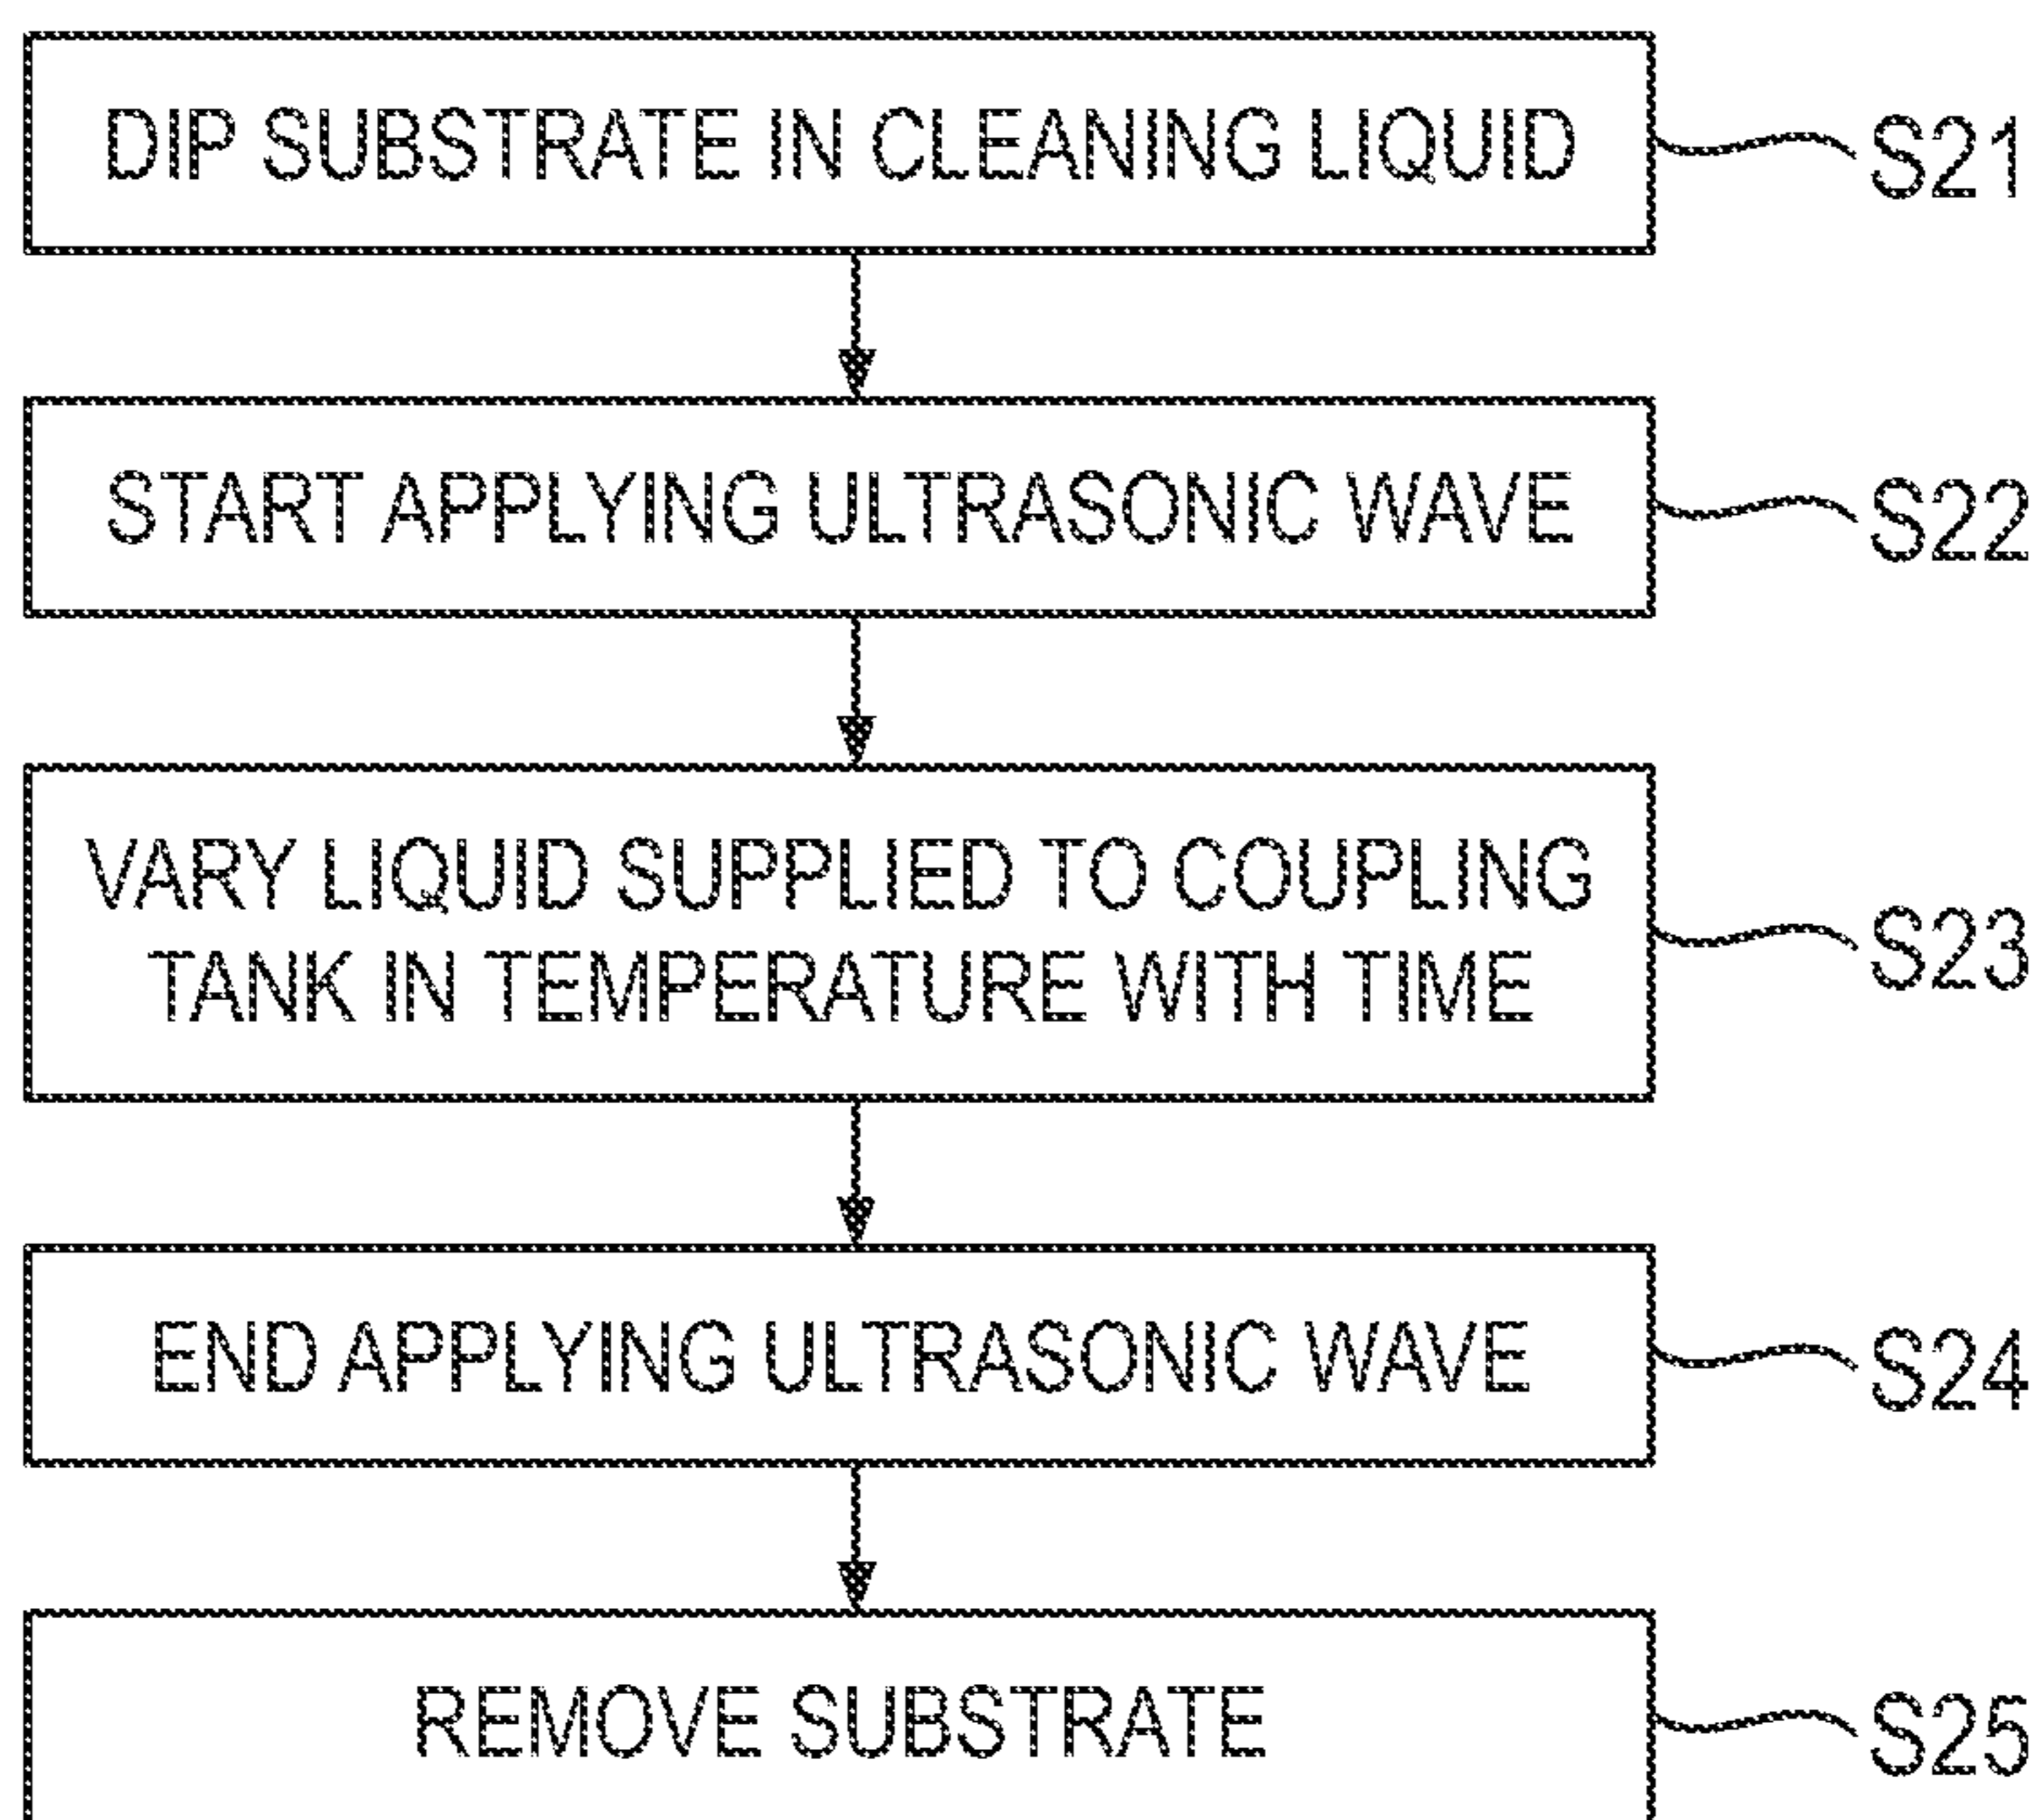 DIP SUBSTRATE IN CLEANING LIQUID
S21
START APPLYING ULTRASONIC WAVE
S22
VARY LIQUID SUPPLIED TO COUPLING
TANK IN TEMPERATURE WITH TIME
S23
END APPLYING ULTRASONIC WAVE
S24
REMOVE SUBSTRATE
S25